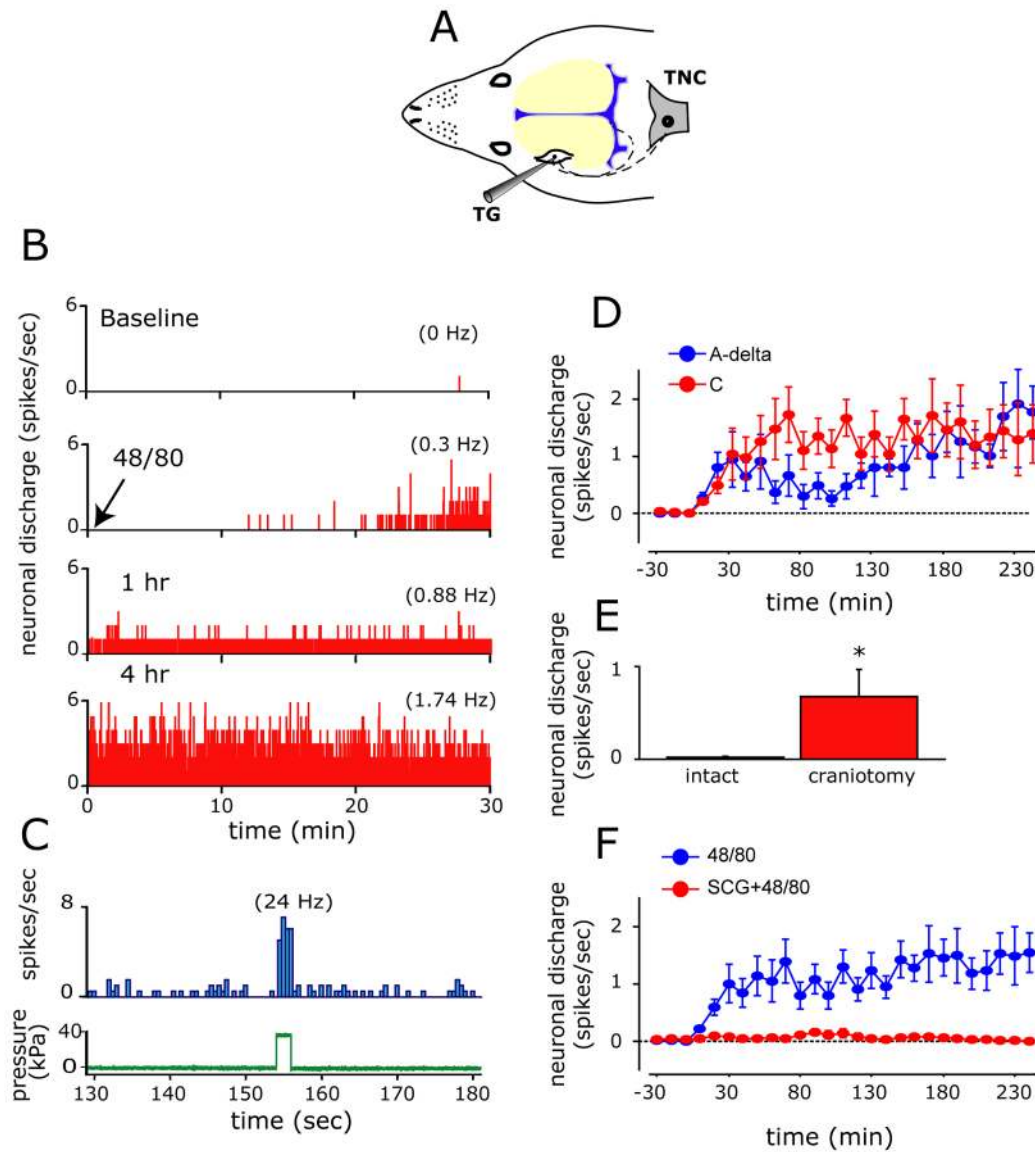 A
TNC
TG
B
neuronal discharge (spikes/sec)
6
Baseline
(0 Hz)
0
6
48/80
(0.3 Hz)
0
6
1 hr
(0.88 Hz)
0
4 hr
6
(1.74 Hz)
0
0 10 20 30
time (min)
C
spikes/sec
8
(24 Hz)
0
pressure
(kPa)
40
0
130 140 150 160 170 180
time (sec)
D
neuronal discharge
(spikes/sec)
A-delta
C
2
1
0
-30 30 80 130 180 230
time (min)
E
neuronal discharge
(spikes/sec)
1
*
0
intact craniotomy
F
neuronal discharge
(spikes/sec)
48/80
SCG+48/80
2
1
0
-30 30 80 130 180 230
time (min)